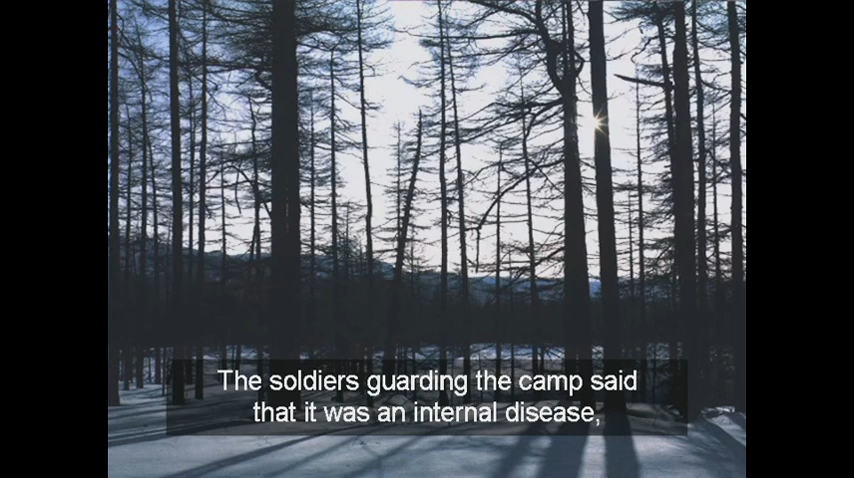 The soldiers guarding the camp said
that it was an internal disease,